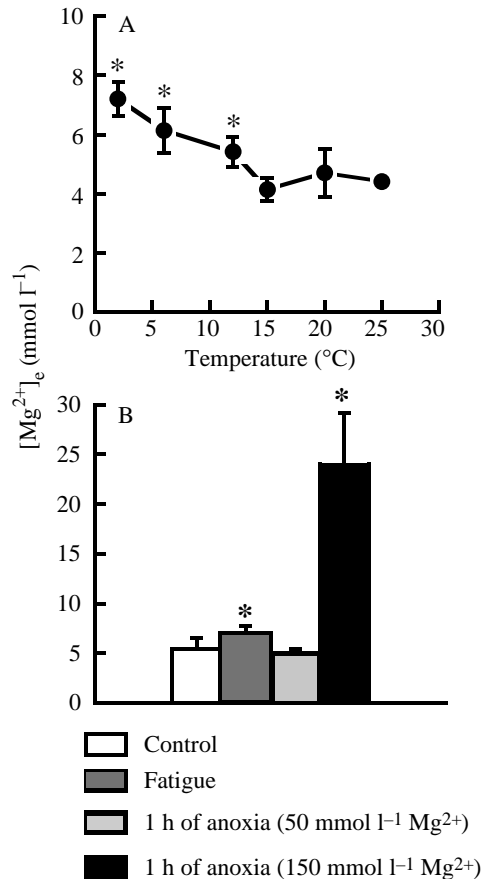 10
A
*
*
*
8
6
4
2
0
0 5 10 15 20 25 30
Temperature (°C)
[Mg²⁺]ₑ (mmol l⁻¹)
30
B
*
*
25
20
15
10
5
0
Control
Fatigue
1 h of anoxia (50 mmol l⁻¹ Mg²⁺)
1 h of anoxia (150 mmol l⁻¹ Mg²⁺)